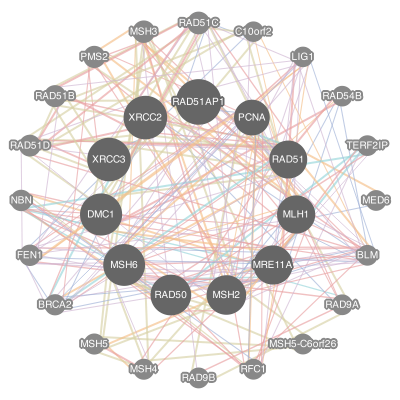 RAD51C
MSH3
C10orf2
PMS2
LIG1
RAD51B
RAD51AP1
RAD54B
XRCC2
PCNA
RAD51D
TERF2IP
XRCC3
RAD51
NBN
MED6
DMC1
MLH1
FEN1
BLM
MSH6
MRE11A
BRCA2
RAD50
MSH2
RAD9A
MSH5
MSH5-C6orf26
MSH4
RFC1
RAD9B